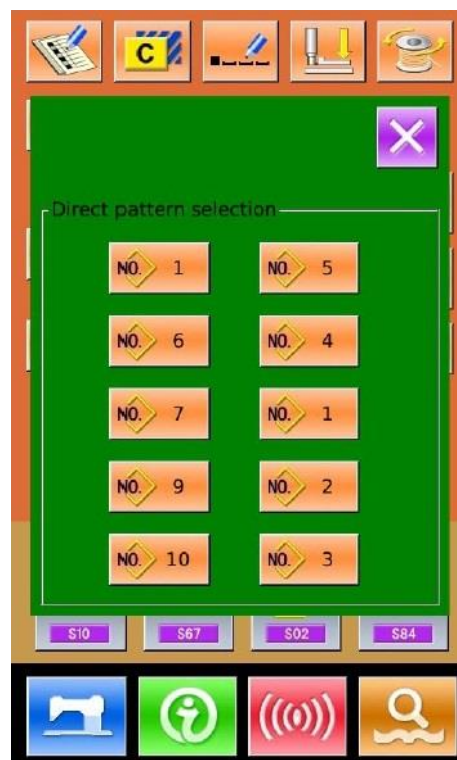 C
Direct pattern selection
NO. 1 NO. 5
NO. 6 NO. 4
NO. 7 NO. 1
NO. 9 NO. 2
NO. 10 NO. 3
S10 S67 S02 S84
i